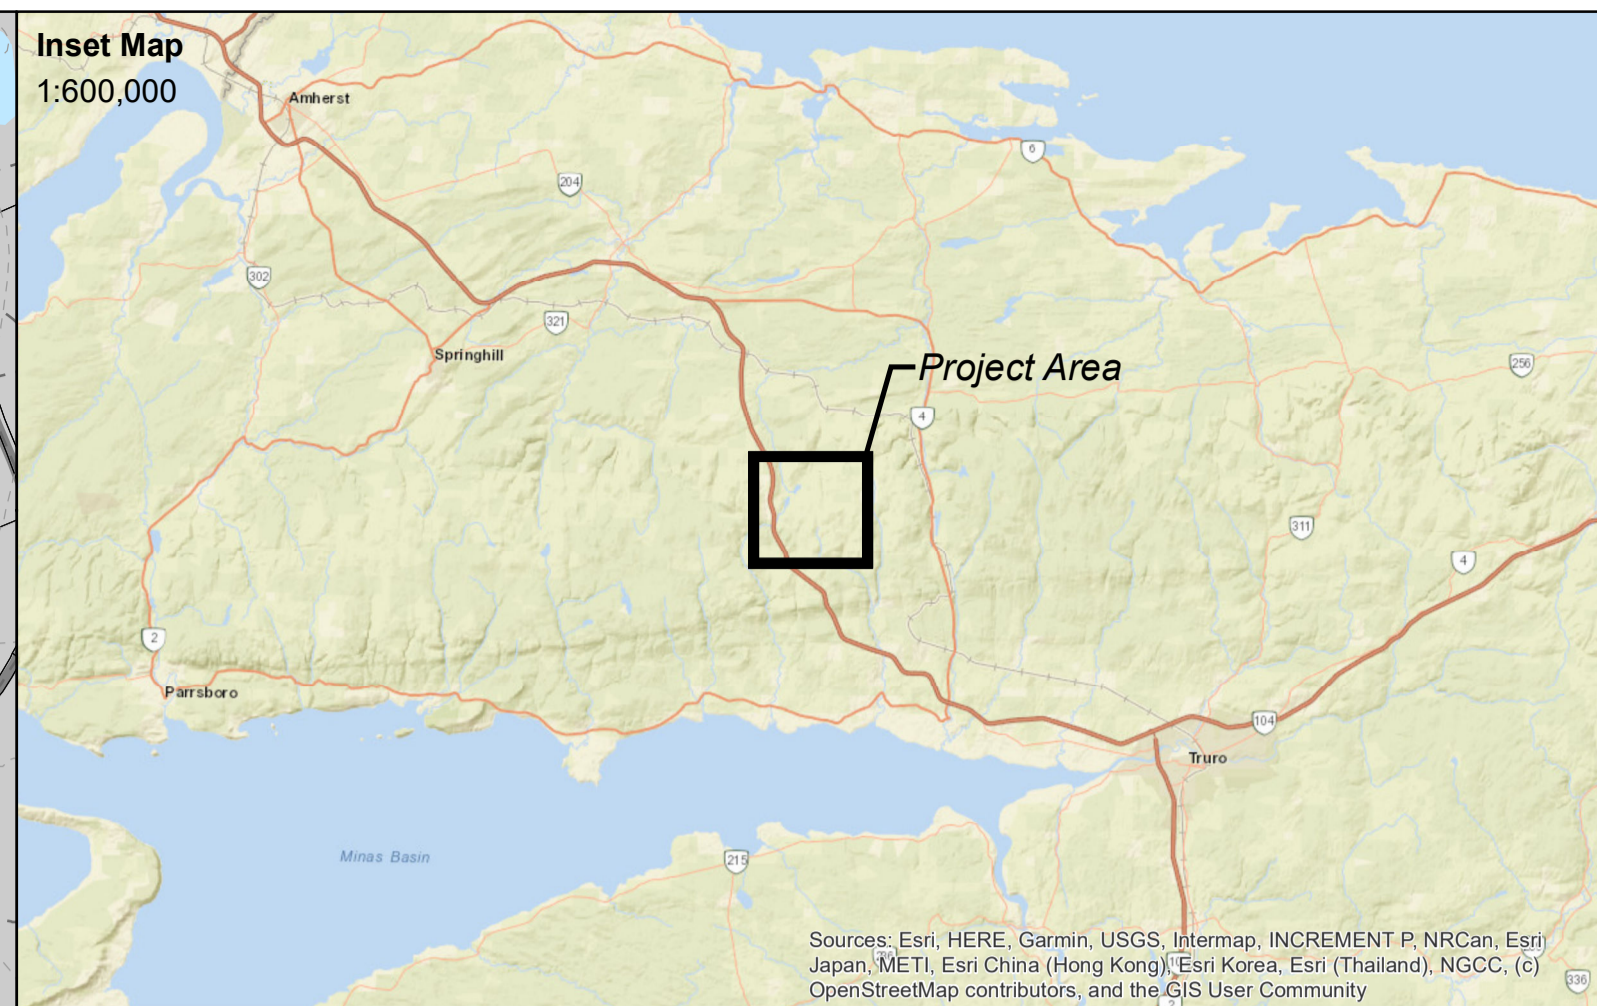 Inset Map
1:600,000
Amherst
6
204
302
321
Springhill
Project Area
256
4
311
4
2
Parrsboro
104
Truro
Minas Basin
215
Sources: Esri, HERE, Garmin, USGS, Intermap, INCREMENT P, NRCan, Esri
Japan, METI, Esri China (Hong Kong), Esri Korea, Esri (Thailand), NGCC, (c)
OpenStreetMap contributors, and the GIS User Community
336
2